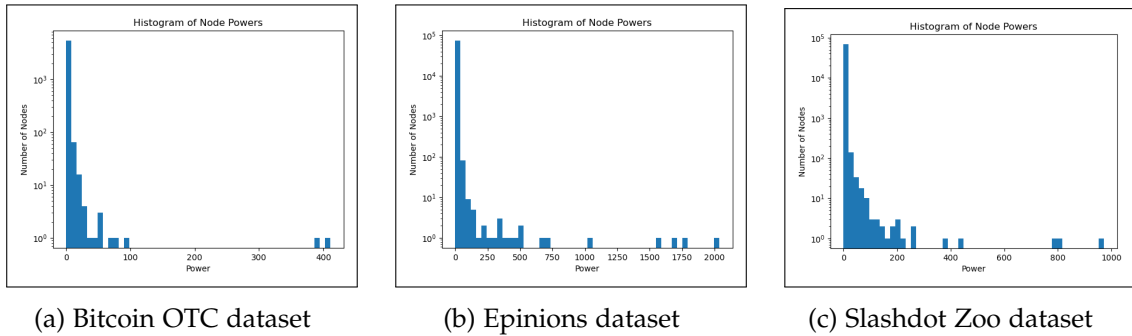 Histogram of Node Powers
Number of Nodes
10³
10²
10¹
10⁰
0 100 200 300 400
Power
(a) Bitcoin OTC dataset
Histogram of Node Powers
Number of Nodes
10⁵
10⁴
10³
10²
10¹
10⁰
0 250 500 750 1000 1250 1500 1750 2000
Power
(b) Epinions dataset
Histogram of Node Powers
Number of Nodes
10⁵
10⁴
10³
10²
10¹
10⁰
0 200 400 600 800 1000
Power
(c) Slashdot Zoo dataset